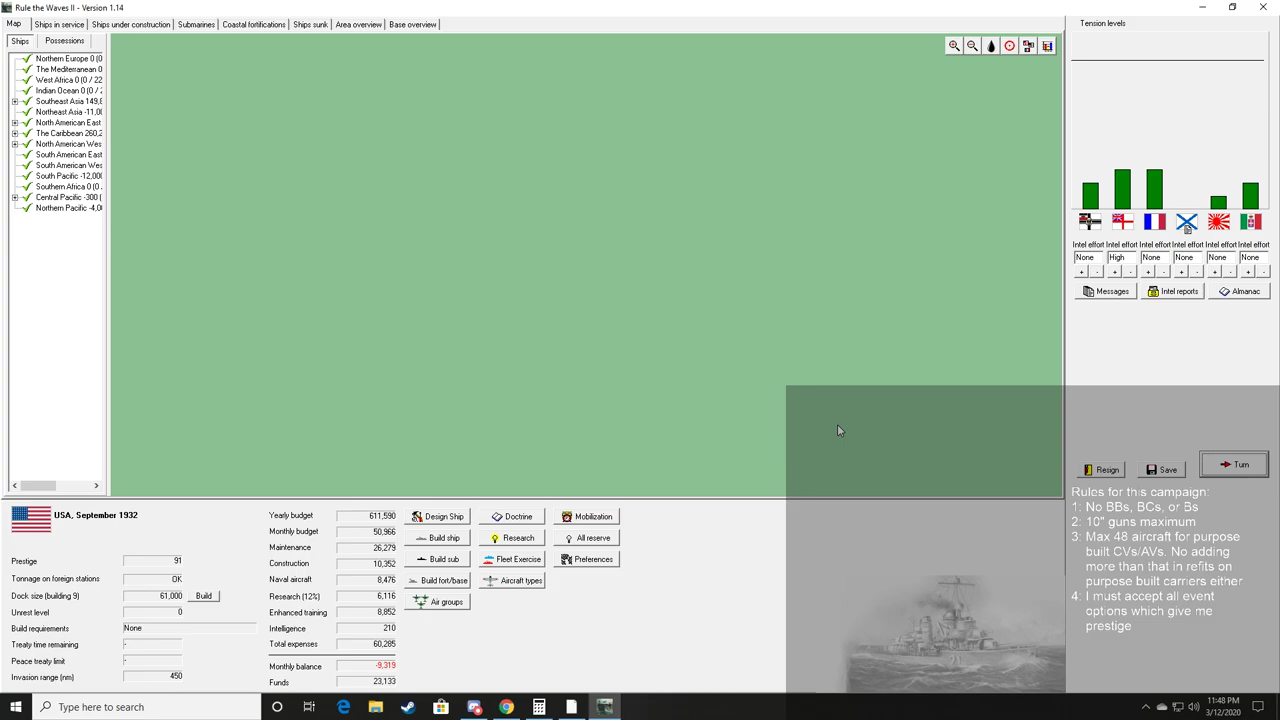 Rule the Waves II - Version 1.14
Map
Ships in service
Ships under construction
Submarines
Coastal fortifications
Ships sunk
Area overview
Base overview
Ships
Possessions
Northern Europe 0 (0
The Mediterranean 0
West Africa 0 (0 / 22
Indian Ocean 0 (0 / 2
Southeast Asia 149,8
Northeast Asia -11,00
North American East
The Caribbean 260,2
North American Wes
South American East
South American Wes
South Pacific -12,000
Southern Africa 0 (0 .
Central Pacific -300 (
Northern Pacific -4,0
Tension levels
Intel effort
Intel effort
Intel effort
Intel effort
Intel effort
Intel effort
None
High
None
None
None
None
+ - + - + - + - + - + -
Messages
Intel reports
Almanac
Resign
Save
Turn
Rules for this campaign:
1: No BBs, BCs, or Bs
2: 10" guns maximum
3: Max 48 aircraft for purpose
built CVs/AVs. No adding
more than that in refits on
purpose built carriers either
4: I must accept all event
options which give me
prestige
USA, September 1932
Prestige 91
Tonnage on foreign stations OK
Dock size (building 9) 61,000 Build
Unrest level 0
Build requirements None
Treaty time remaining -
Peace treaty limit -
Invasion range (nm) 450
Yearly budget 611,590
Monthly budget 50,966
Maintenance 26,279
Construction 10,352
Naval aircraft 8,476
Research (12%) 6,116
Enhanced training 8,852
Intelligence 210
Total expenses 60,285
Monthly balance -9,319
Funds 23,133
Design Ship
Doctrine
Mobilization
Build ship
Research
All reserve
Build sub
Fleet Exercise
Preferences
Build fort/base
Aircraft types
Air groups
Type here to search
11:48 PM
3/12/2020